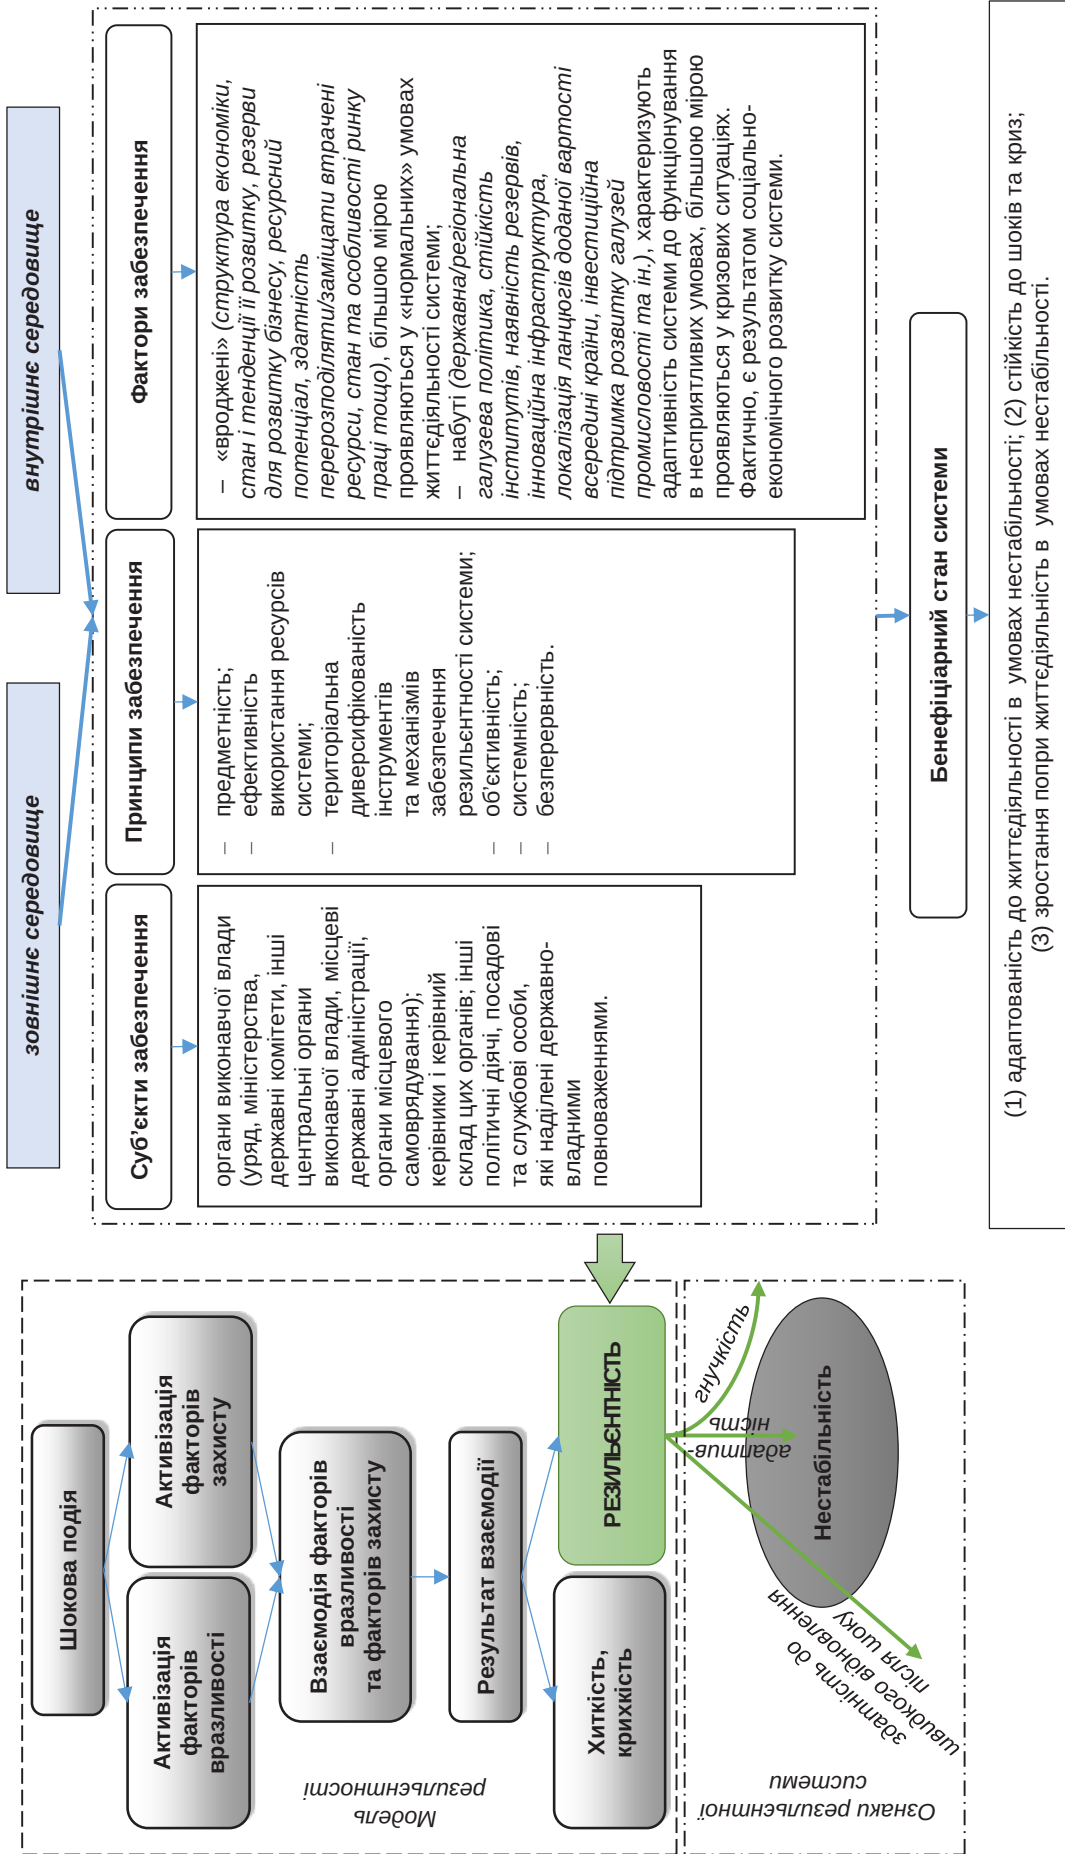 Шокова подія
Активізація
факторів
вразливості
Активізація
факторів
захисту
Взаємодія факторів
вразливості
та факторів захисту
Результат взаємодії
Хиткість,
крихкість
РЕЗИЛЬЄНТНІСТЬ
Модель
резильєнтності
гнучкість
адаптив-
ність
здатність до
швидкого відновлення
після шоку
Нестабільність
Ознаки резильєнтної
системи
зовнішнє середовище
внутрішнє середовище
Суб’єкти забезпечення
органи виконавчої влади
(уряд, міністерства,
державні комітети, інші
центральні органи
виконавчої влади, місцеві
державні адміністрації,
органи місцевого
самоврядування);
керівники і керівний
склад цих органів; інші
політичні діячі, посадові
та службові особи,
які наділені державно-
владними
повноваженнями.
Принципи забезпечення
– предметність;
– ефективність
використання ресурсів
системи;
– територіальна
диверсифікованість
інструментів
та механізмів
забезпечення
резильєнтності системи;
– об’єктивність;
– системність;
– безперервність.
Фактори забезпечення
– «вроджені» (структура економіки,
стан і тенденції її розвитку, резерви
для розвитку бізнесу, ресурсний
потенціал, здатність
перерозподіляти/заміщати втрачені
ресурси, стан та особливості ринку
праці тощо), більшою мірою
проявляються у «нормальних» умовах
життєдіяльності системи;
– набуті (державна/регіональна
галузева політика, стійкість
інститутів, наявність резервів,
інноваційна інфраструктура,
локалізація ланцюгів доданої вартості
всередині країни, інвестиційна
підтримка розвитку галузей
промисловості та ін.), характеризують
адаптивність системи до функціонування
в несприятливих умовах, більшою мірою
проявляються у кризових ситуаціях.
Фактично, є результатом соціально-
економічного розвитку системи.
Бенефіціарний стан системи
(1) адаптованість до життєдіяльності в умовах нестабільності; (2) стійкість до шоків та криз;
(3) зростання попри життєдіяльність в умовах нестабільності.